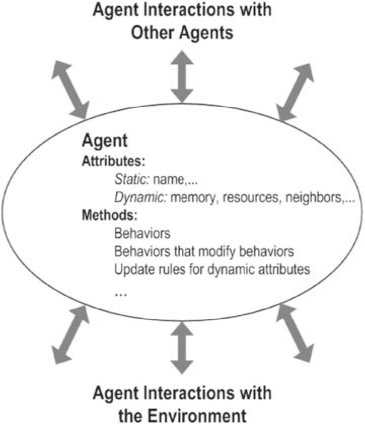 Agent Interactions with
Other Agents
Agent
Attributes:
Static: name,...
Dynamic: memory, resources, neighbors,...
Methods:
Behaviors
Behaviors that modify behaviors
Update rules for dynamic attributes
...
Agent Interactions with
the Environment